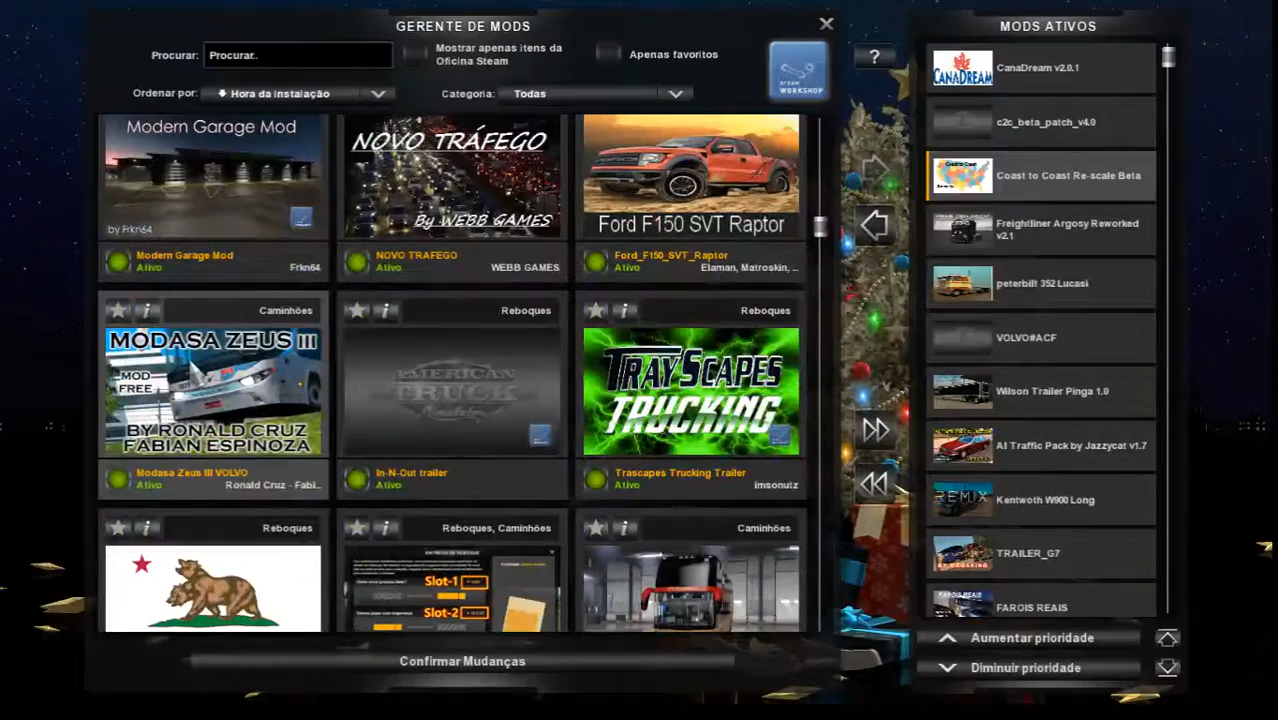 GERENTE DE MODS
MODS ATIVOS
Procurar:
Procurar..
Mostrar apenas itens da
Oficina Steam
Apenas favoritos
STEAM
WORKSHOP
?
Ordenar por:
Hora da instalação
Categoria:
Todas
Modern Garage Mod
by Frkn64
Modern Garage Mod
Ativo
Frkn64
NOVO TRÁFEGO
By WEBB GAMES
NOVO TRAFEGO
Ativo
WEBB GAMES
Ford F150 SVT Raptor
Ford_F150_SVT_Raptor
Ativo
Elaman, Matroskin, ..
Caminhões
MODASA ZEUS III
MOD
FREE
BY RONALD CRUZ
FABIAN ESPINOZA
Modasa Zeus III VOLVO
Ativo
Ronald Cruz - Fabi..
Reboques
AMERICAN
TRUCK
Simulator
In-N-Out trailer
Ativo
Reboques
TRAYSCAPES
TRUCKING
Trascapes Trucking Trailer
Ativo
imsonutz
Reboques
Reboques, Caminhões
Slot-1
Slot-2
Caminhões
Confirmar Mudanças
CANADREAM
CanaDream v2.0.1
c2c_beta_patch_v4.0
Coast to Coast Re-scale Beta
Freightliner Argosy Reworked
v2.1
peterbilt 352 Lucasi
VOLVO#ACF
Wilson Trailer Pinga 1.0
AI Traffic Pack by Jazzycat v1.7
REMIX
Kentwoth W900 Long
TRAILER_G7
FAROIS REAIS
Aumentar prioridade
Diminuir prioridade